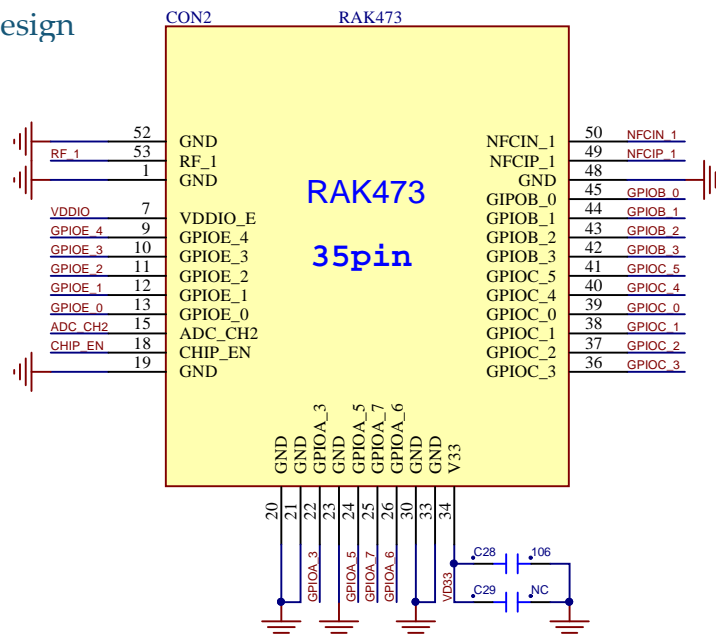 esign
CON2 RAK473
RAK473
35pin
52 GND
RF_1 53 RF_1
1 GND
VDDIO 7 VDDIO_E
GPIOE_4 9 GPIOE_4
GPIOE_3 10 GPIOE_3
GPIOE_2 11 GPIOE_2
GPIOE_1 12 GPIOE_1
GPIOE_0 13 GPIOE_0
ADC_CH2 15 ADC_CH2
CHIP_EN 18 CHIP_EN
19 GND
NFCIN_1 50 NFCIN_1
NFCIP_1 49 NFCIP_1
GND 48
GIPOB_0 45 GPIOB_0
GPIOB_1 44 GPIOB_1
GPIOB_2 43 GPIOB_2
GPIOB_3 42 GPIOB_3
GPIOC_5 41 GPIOC_5
GPIOC_4 40 GPIOC_4
GPIOC_0 39 GPIOC_0
GPIOC_1 38 GPIOC_1
GPIOC_2 37 GPIOC_2
GPIOC_3 36 GPIOC_3
GND 20
GND 21
GPIOA_3 22 GPIOA_3
GND 23
GPIOA_5 24 GPIOA_5
GPIOA_7 25 GPIOA_7
GPIOA_6 26 GPIOA_6
GND 30
GND 33
V33 34 VD33
C28 106
C29 NC